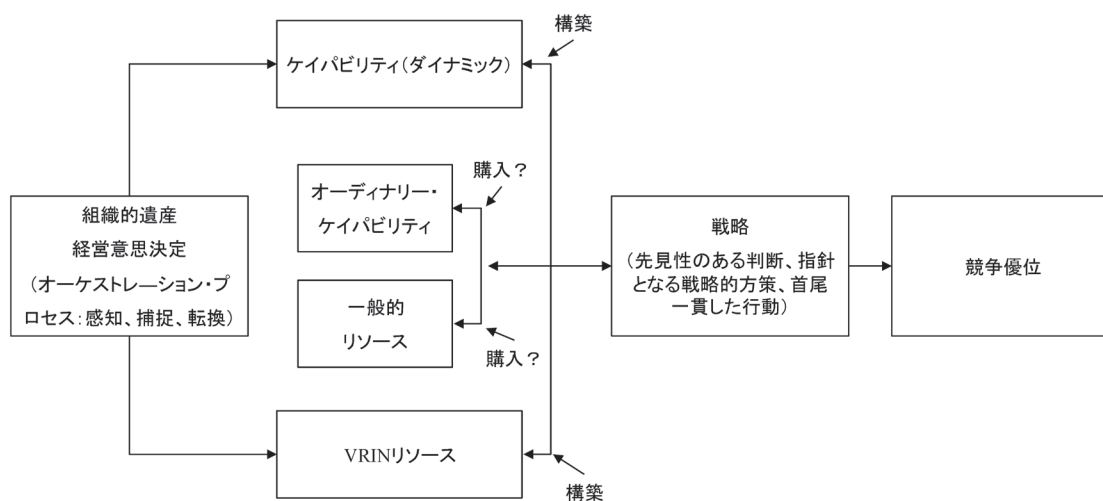 構築
ケイパビリティ(ダイナミック)
購入？
オーディナリー・
ケイパビリティ
組織的遺産
経営意思決定
(オーケストレーション・プ
ロセス：感知、捕捉、転換)
戦略
(先見性のある判断、指針
となる戦略的方策、首尾
一貫した行動)
競争優位
一般的
リソース
購入？
VRINリソース
構築